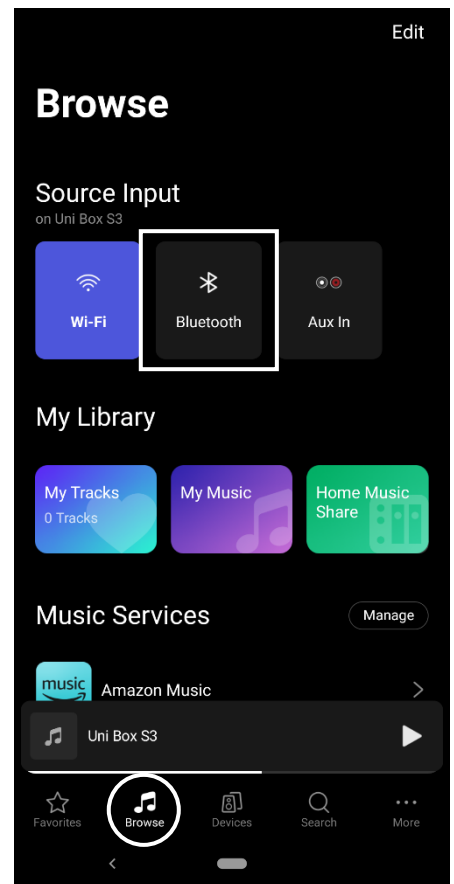 Edit
Browse
Source Input
on Uni Box S3
Wi-Fi
Bluetooth
Aux In
My Library
My Tracks
0 Tracks
My Music
Home Music
Share
Music Services
Manage
music
Amazon Music
Uni Box S3
Favorites
Browse
Devices
Search
More